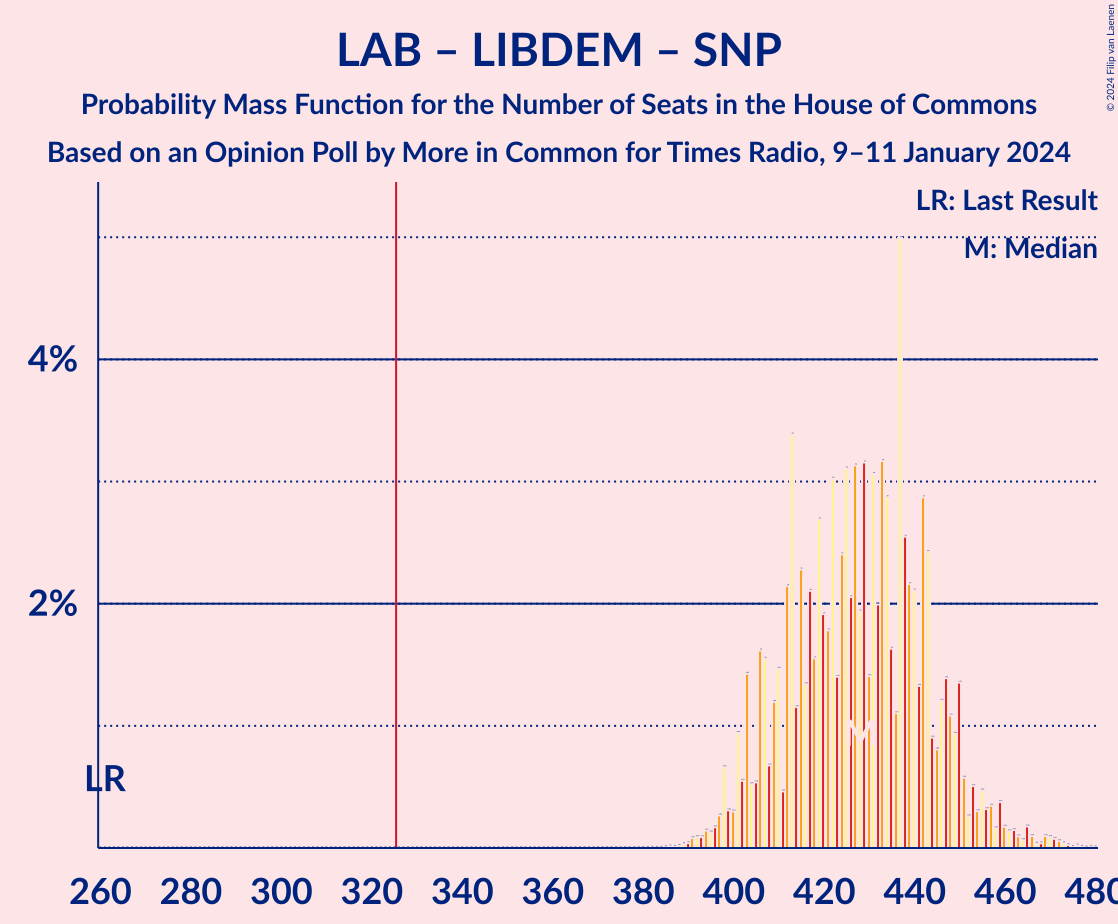 LAB – LIBDEM – SNP
Probability Mass Function for the Number of Seats in the House of Commons
Based on an Opinion Poll by More in Common for Times Radio, 9–11 January 2024
© 2024 Filip van Laenen
LR: Last Result
M: Median
4%
2%
LR
M
260 280 300 320 340 360 380 400 420 440 460 480